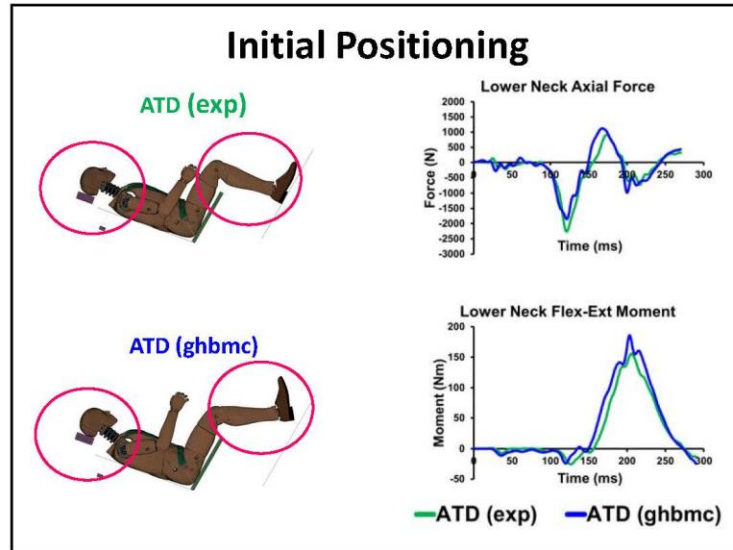 Initial Positioning
ATD (exp)
ATD (ghbmc)
Lower Neck Axial Force
2000
1500
1000
500
0
-500
-1000
-1500
-2000
-2500
-3000
Force (N)
0 50 100 150 200 250 300
Time (ms)
Lower Neck Flex-Ext Moment
200
150
100
50
0
-50
Moment (Nm)
0 50 100 150 200 250 300
Time (ms)
ATD (exp) ATD (ghbmc)